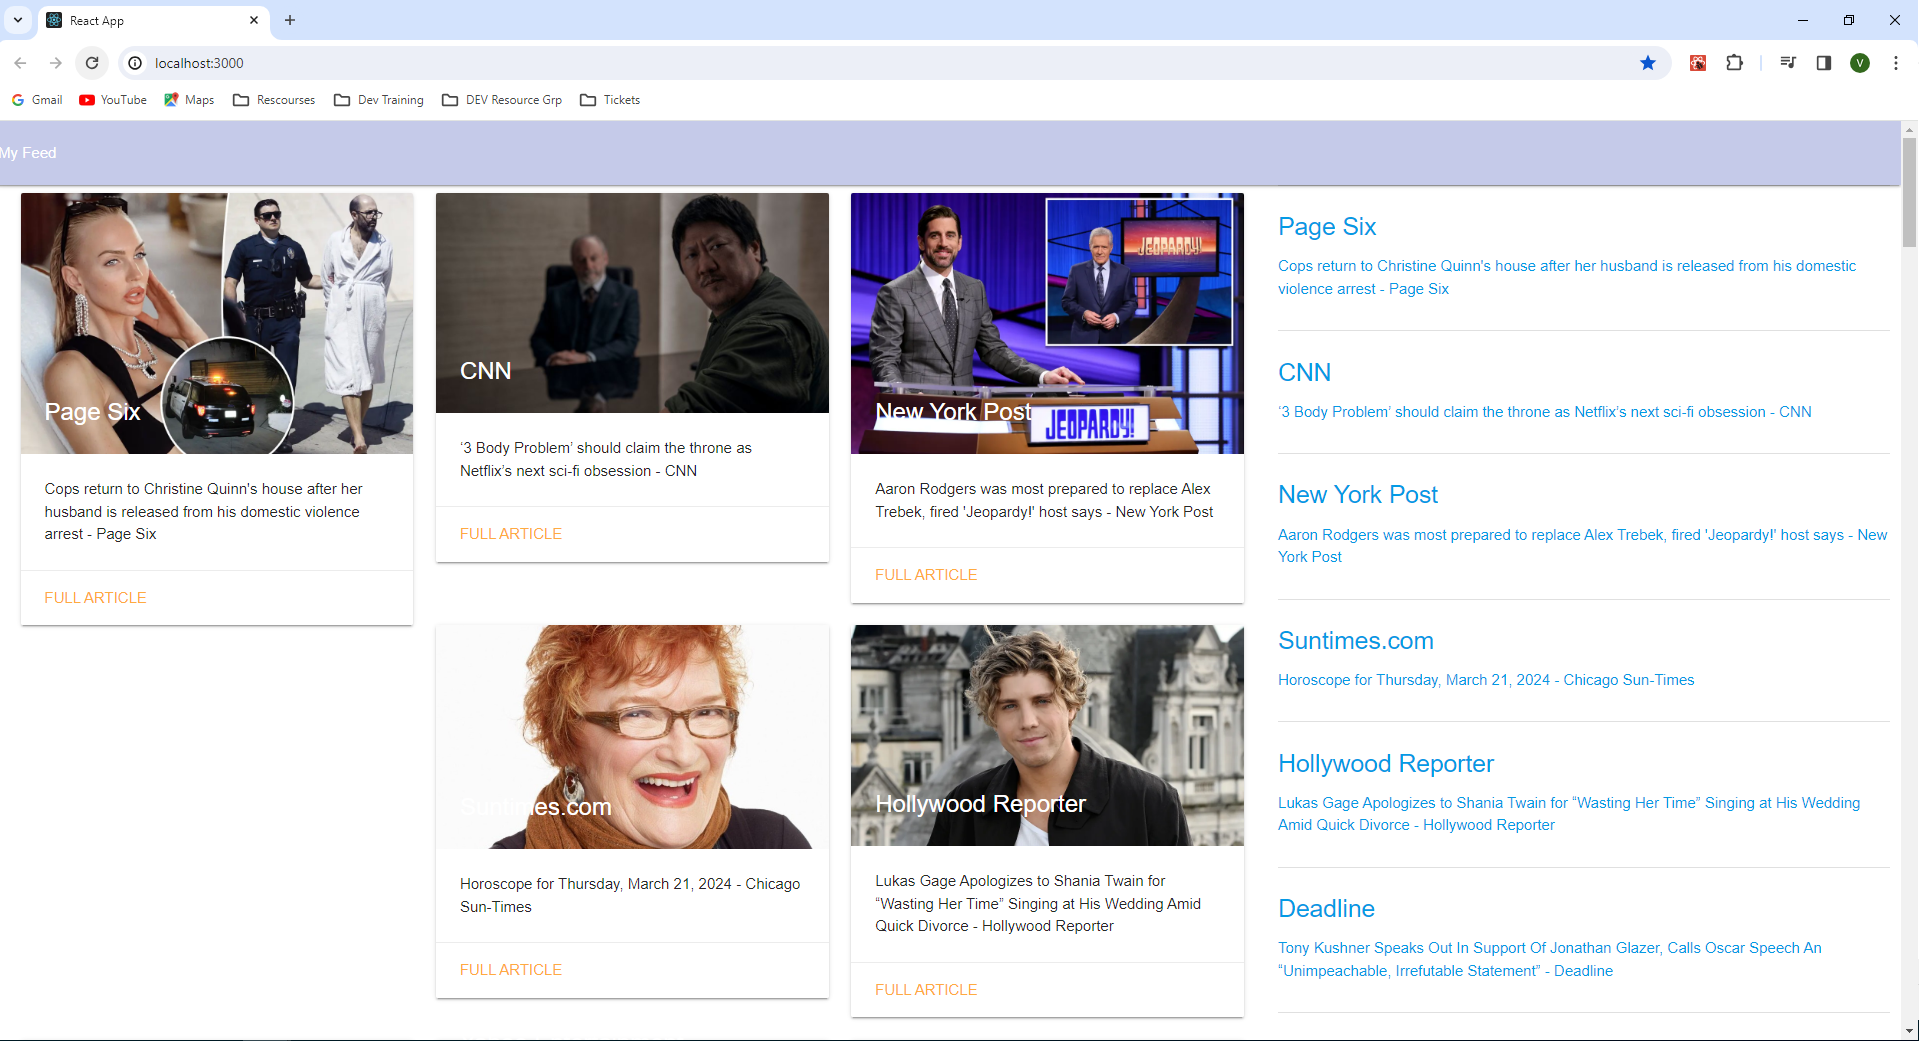 React App
localhost:3000
V
Gmail
YouTube
Maps
Rescourses
Dev Training
DEV Resource Grp
Tickets
My Feed
Page Six
Cops return to Christine Quinn's house after her
husband is released from his domestic violence
arrest - Page Six
FULL ARTICLE
CNN
‘3 Body Problem’ should claim the throne as
Netflix’s next sci-fi obsession - CNN
FULL ARTICLE
JEOPARDY!
New York Post
JEOPARDY!
Aaron Rodgers was most prepared to replace Alex
Trebek, fired 'Jeopardy!' host says - New York Post
FULL ARTICLE
Suntimes.com
Horoscope for Thursday, March 21, 2024 - Chicago
Sun-Times
FULL ARTICLE
Hollywood Reporter
Lukas Gage Apologizes to Shania Twain for
“Wasting Her Time” Singing at His Wedding Amid
Quick Divorce - Hollywood Reporter
FULL ARTICLE
Page Six
Cops return to Christine Quinn's house after her husband is released from his domestic
violence arrest - Page Six
CNN
‘3 Body Problem’ should claim the throne as Netflix’s next sci-fi obsession - CNN
New York Post
Aaron Rodgers was most prepared to replace Alex Trebek, fired 'Jeopardy!' host says - New
York Post
Suntimes.com
Horoscope for Thursday, March 21, 2024 - Chicago Sun-Times
Hollywood Reporter
Lukas Gage Apologizes to Shania Twain for “Wasting Her Time” Singing at His Wedding
Amid Quick Divorce - Hollywood Reporter
Deadline
Tony Kushner Speaks Out In Support Of Jonathan Glazer, Calls Oscar Speech An
“Unimpeachable, Irrefutable Statement” - Deadline